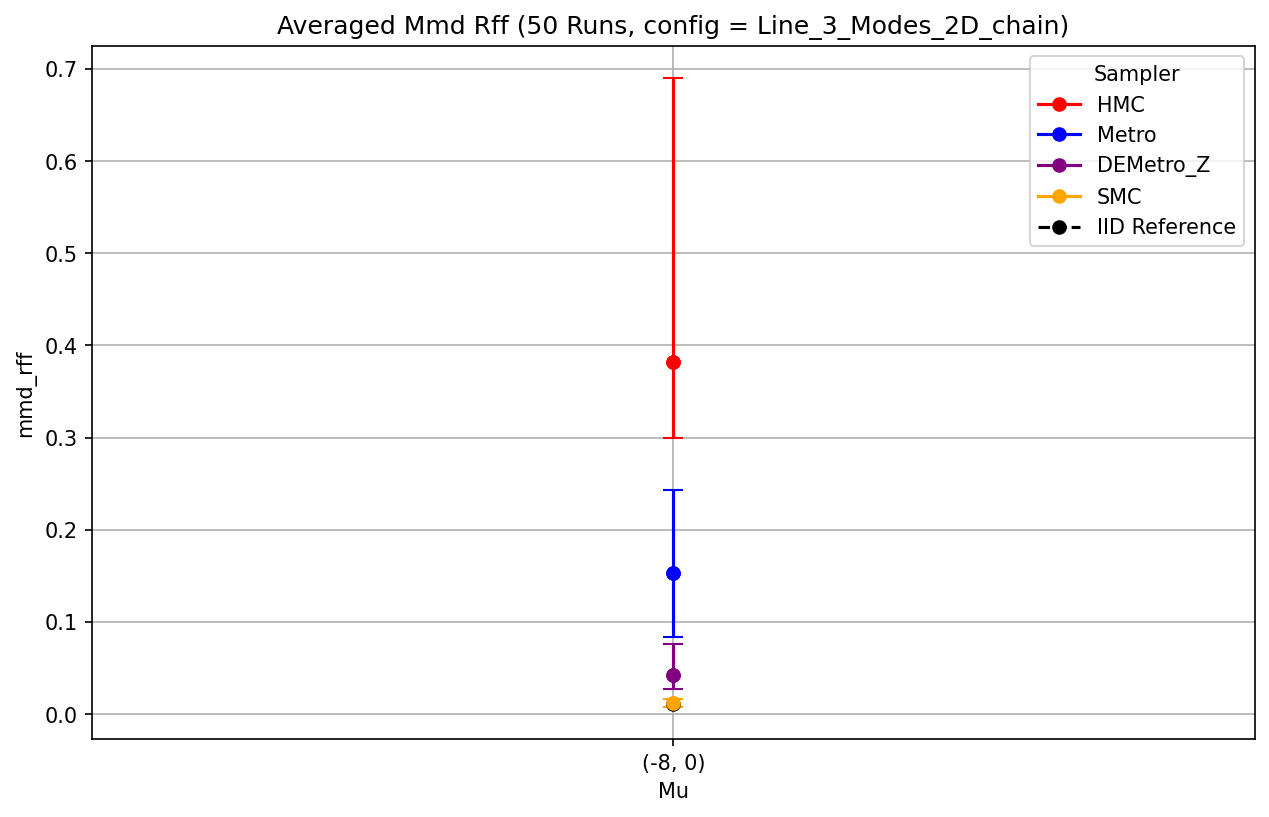 Averaged Mmd Rff (50 Runs, config = Line_3_Modes_2D_chain)
Sampler
HMC
Metro
DEMetro_Z
SMC
IID Reference
mmd_rff
0.7
0.6
0.5
0.4
0.3
0.2
0.1
0.0
(-8, 0)
Mu